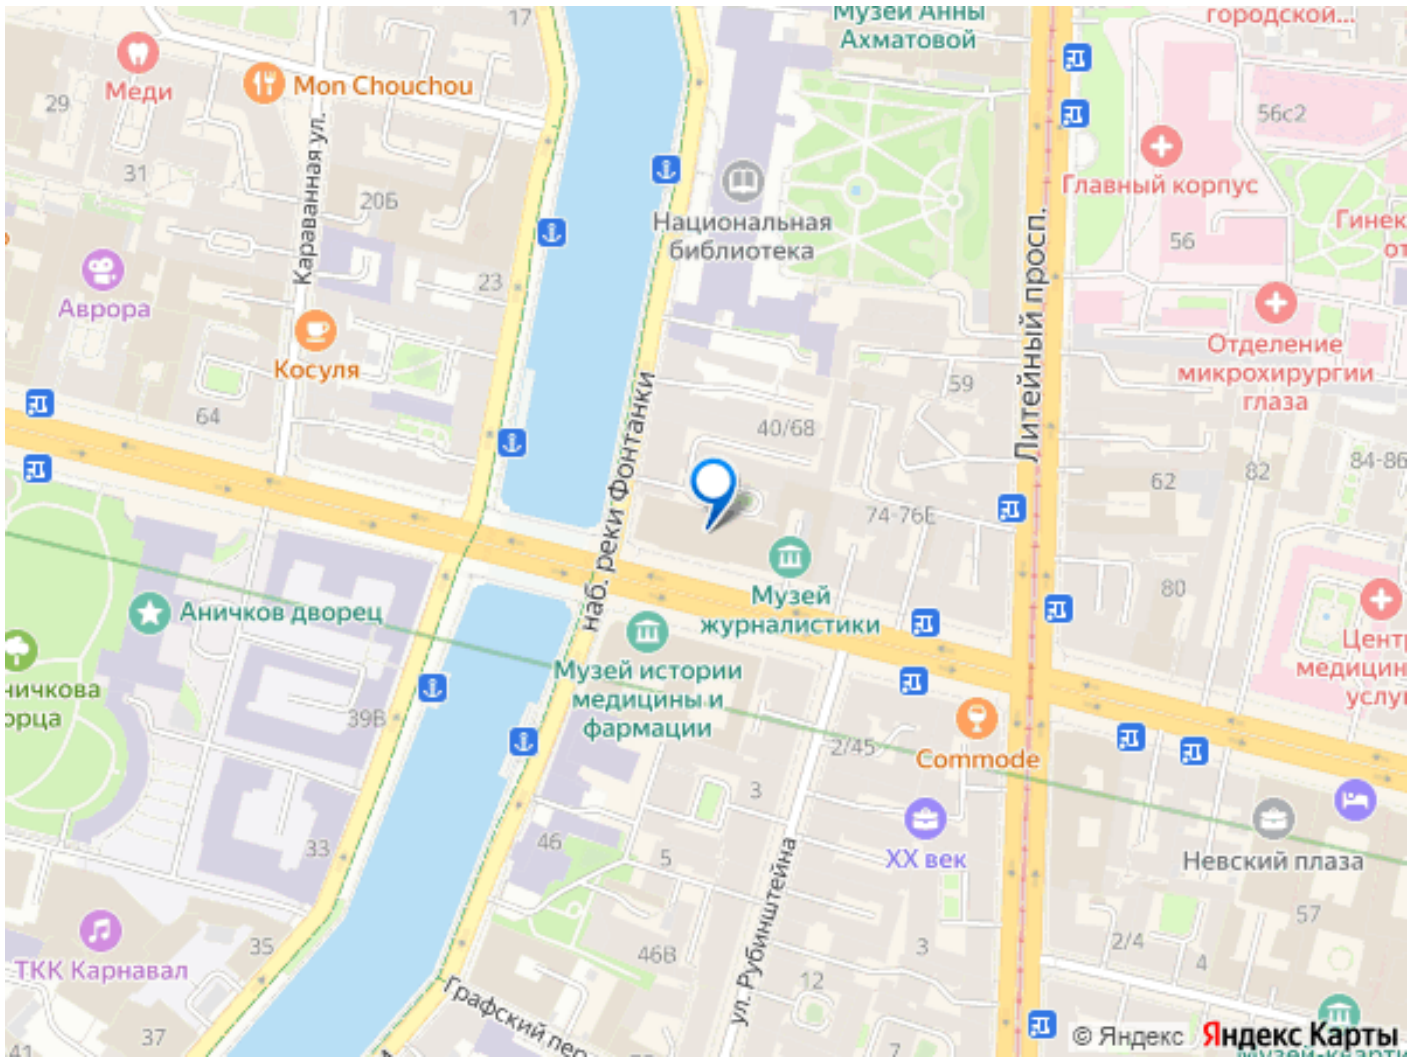 17
Музей Анны
Ахматовой
городской...
Меди
Mon Chouchou
29
56с2
Караванная ул.
31
20Б
Главный корпус
Национальная
библиотека
56
Гинек
от
Аврора
23
Литейный просп.
Косуля
Отделение
микрохирургии
глаза
59
64
40/68
наб. реки Фонтанки
62
82
84-86
74-76Е
Музей
журналистики
80
Аничков дворец
Музей истории
медицины и
фармации
Цент
медицин
услу
ничкова
орца
39В
2/45
Commode
3
ХХ век
Невский плаза
33
46
5
ул. Рубинштейна
57
35
ТКК Карнавал
46В
3
2/4
4
12
Графский пер
37
7
© Яндекс Яндекс Карты